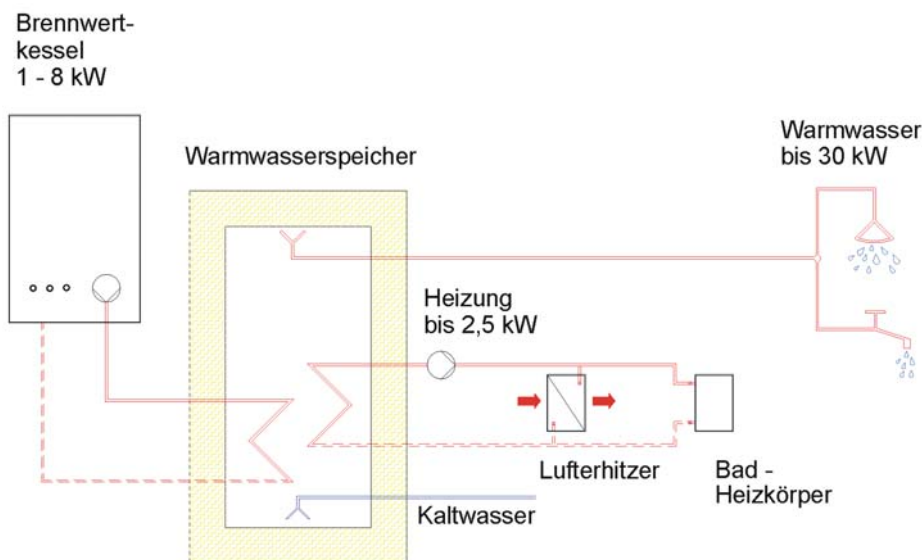 Brennwert-
kessel
1 - 8 kW
Warmwasserspeicher
Warmwasser
bis 30 kW
Heizung
bis 2,5 kW
Lufterhitzer
Bad -
Heizkörper
Kaltwasser